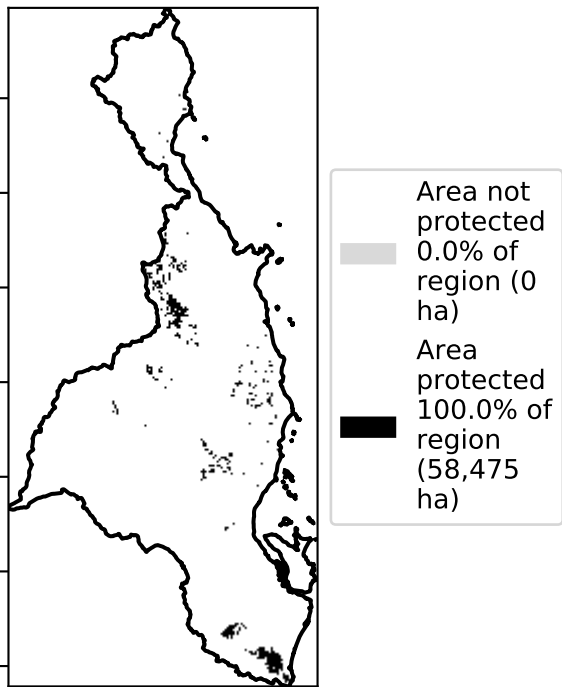 Area not
protected
0.0% of
region (0
ha)
Area
protected
100.0% of
region
(58,475
ha)